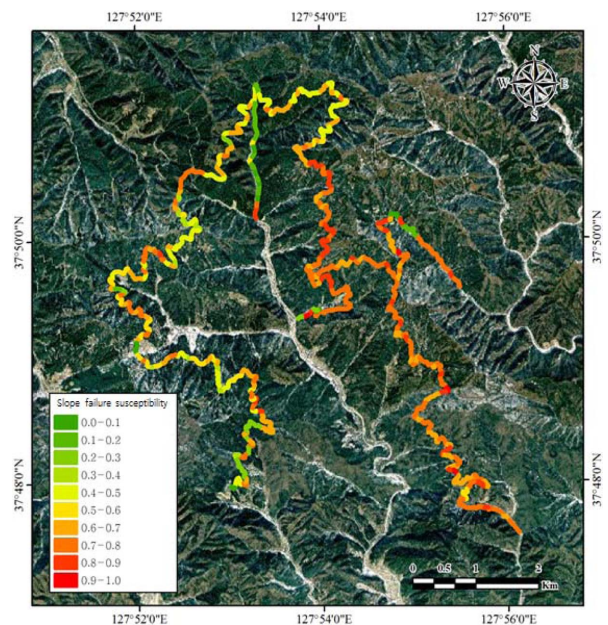 127°52'0"E 127°54'0"E 127°56'0"E
N
W E
S
37°50'0"N 37°50'0"N
Slope failure susceptibility
0.0-0.1
0.1-0.2
0.2-0.3
0.3-0.4
0.4-0.5
0.5-0.6
0.6-0.7
0.7-0.8
0.8-0.9
0.9-1.0
37°48'0"N 37°48'0"N
0 0.5 1 2
Km
127°52'0"E 127°54'0"E 127°56'0"E